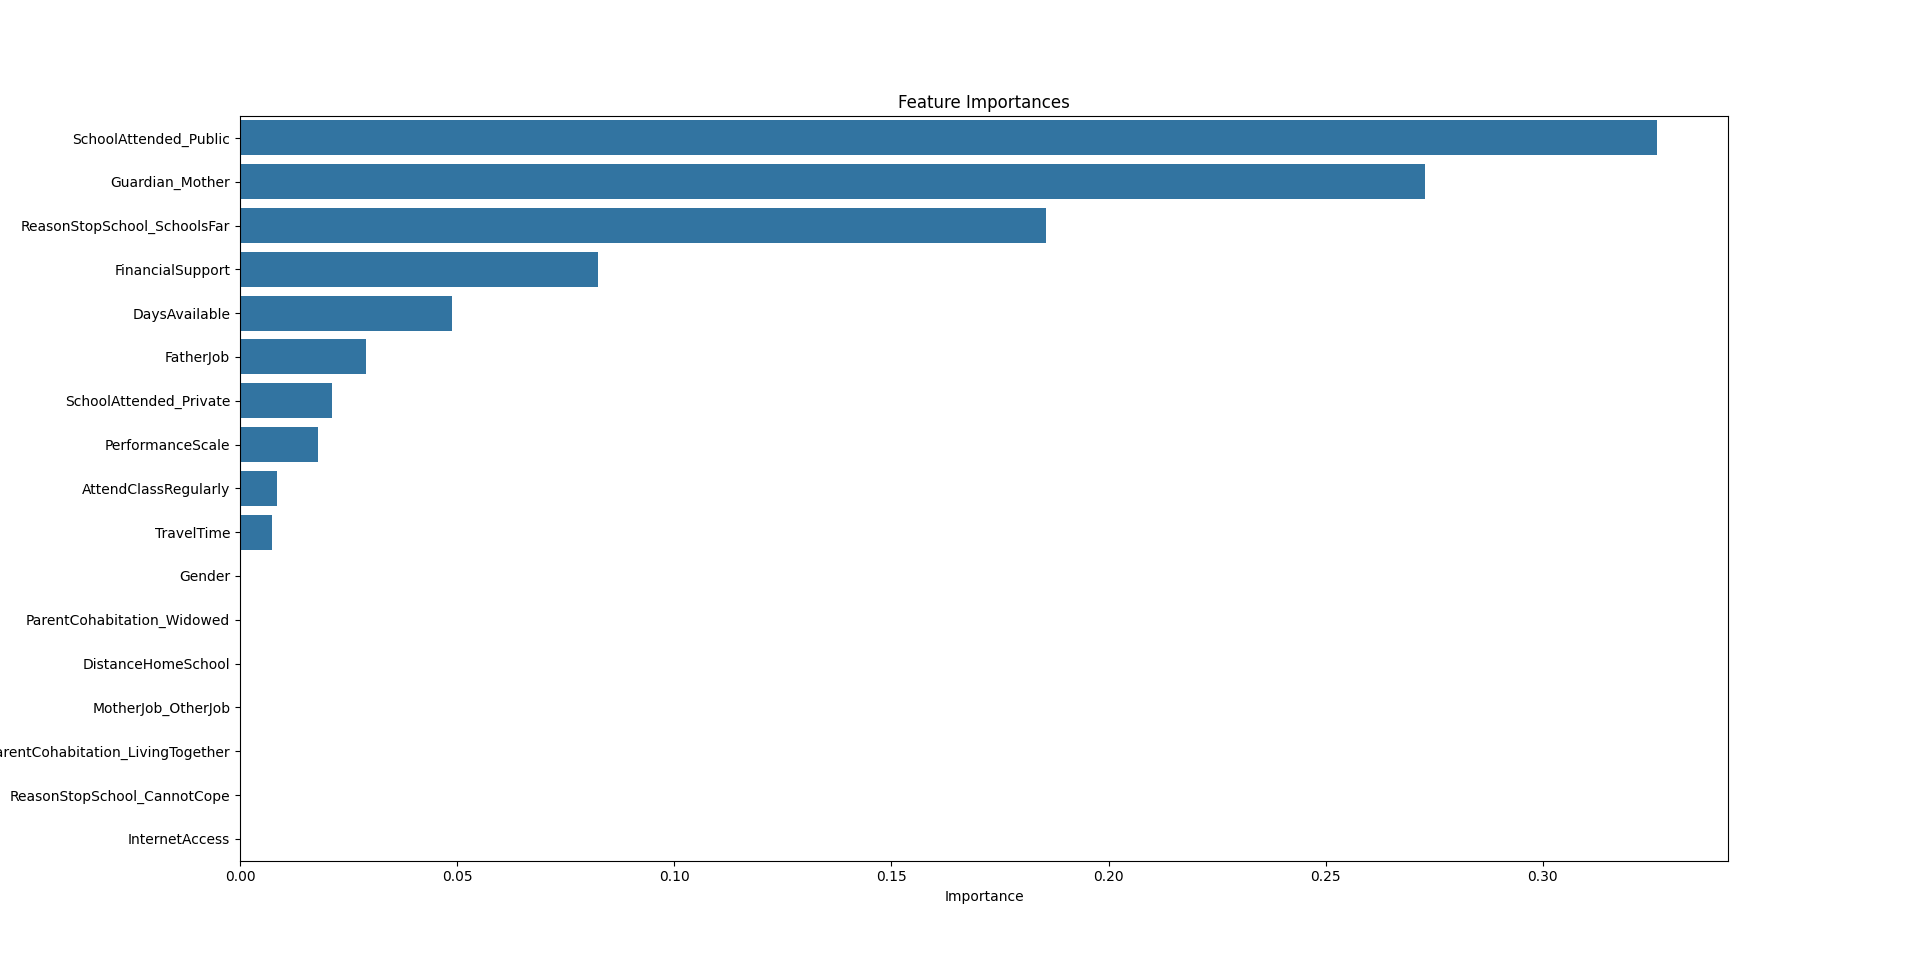 Feature Importances
SchoolAttended_Public
Guardian_Mother
ReasonStopSchool_SchoolsFar
FinancialSupport
DaysAvailable
FatherJob
SchoolAttended_Private
PerformanceScale
AttendClassRegularly
TravelTime
Gender
ParentCohabitation_Widowed
DistanceHomeSchool
MotherJob_OtherJob
arentCohabitation_LivingTogether
ReasonStopSchool_CannotCope
InternetAccess
0.00 0.05 0.10 0.15 0.20 0.25 0.30
Importance